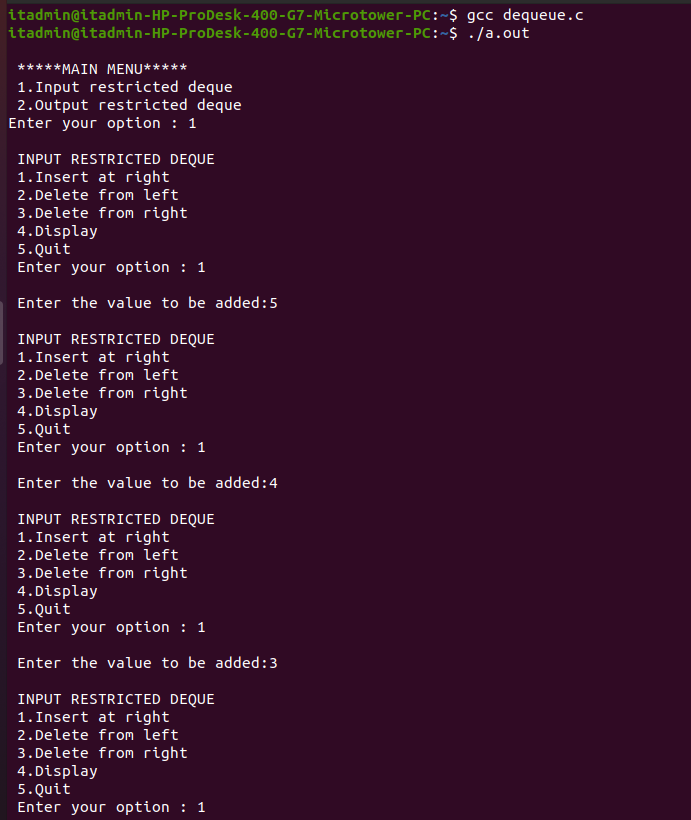 itadmin@itadmin-HP-ProDesk-400-G7-Microtower-PC:~$ gcc dequeue.c
itadmin@itadmin-HP-ProDesk-400-G7-Microtower-PC:~$ ./a.out
*****MAIN MENU*****
1.Input restricted deque
2.Output restricted deque
Enter your option : 1
INPUT RESTRICTED DEQUE
1.Insert at right
2.Delete from left
3.Delete from right
4.Display
5.Quit
Enter your option : 1
Enter the value to be added:5
INPUT RESTRICTED DEQUE
1.Insert at right
2.Delete from left
3.Delete from right
4.Display
5.Quit
Enter your option : 1
Enter the value to be added:4
INPUT RESTRICTED DEQUE
1.Insert at right
2.Delete from left
3.Delete from right
4.Display
5.Quit
Enter your option : 1
Enter the value to be added:3
INPUT RESTRICTED DEQUE
1.Insert at right
2.Delete from left
3.Delete from right
4.Display
5.Quit
Enter your option : 1